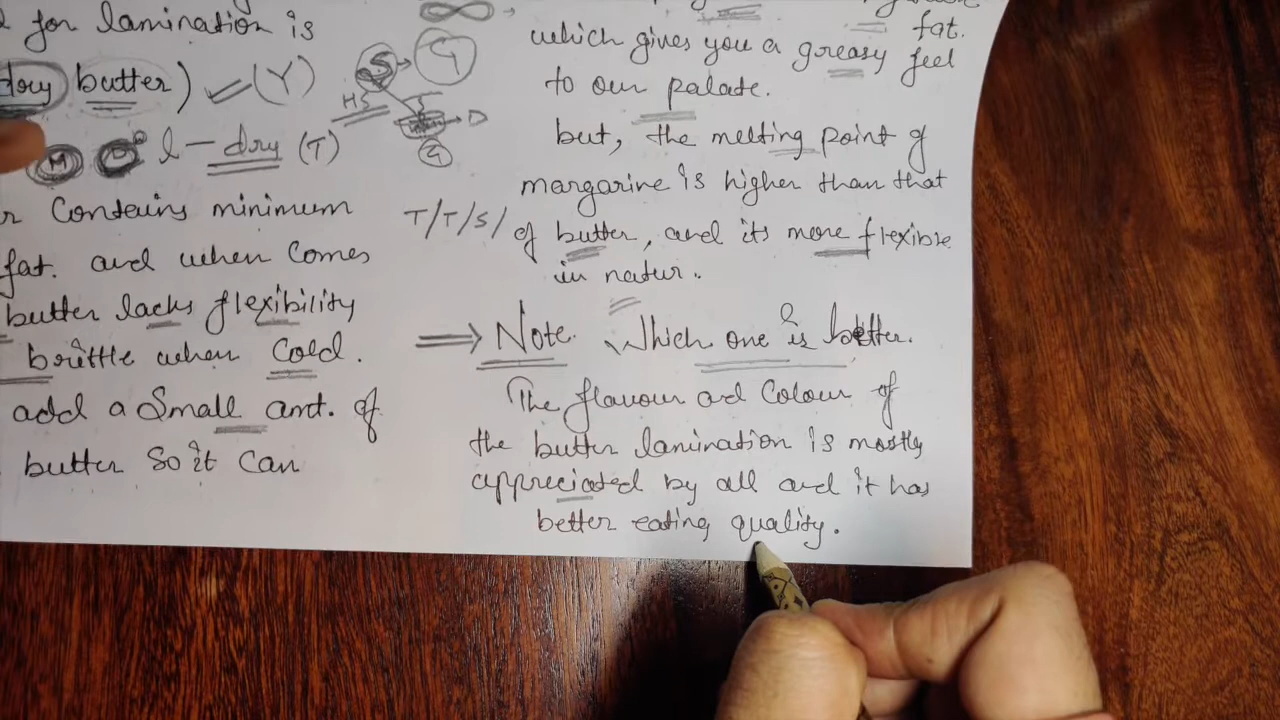 for lamination is
dry butter) (Y)
l - dry (T)
HS
S → G
D
G
M
r Contains minimum
fat. and when Comes
butter lacks flexibility
brittle when Cold.
add a Small amt. of
butter So it Can
fat.
which gives you a greasy feel
to our palate.
but, the melting point of
margarine is higher than that
T/T/S/
of butter, and its more flexible
in natur.
⇒ Note. Which one is better.
The flavour ad Colour of
the butter lamination is mostly
appreciated by all and it has
better eating quality.